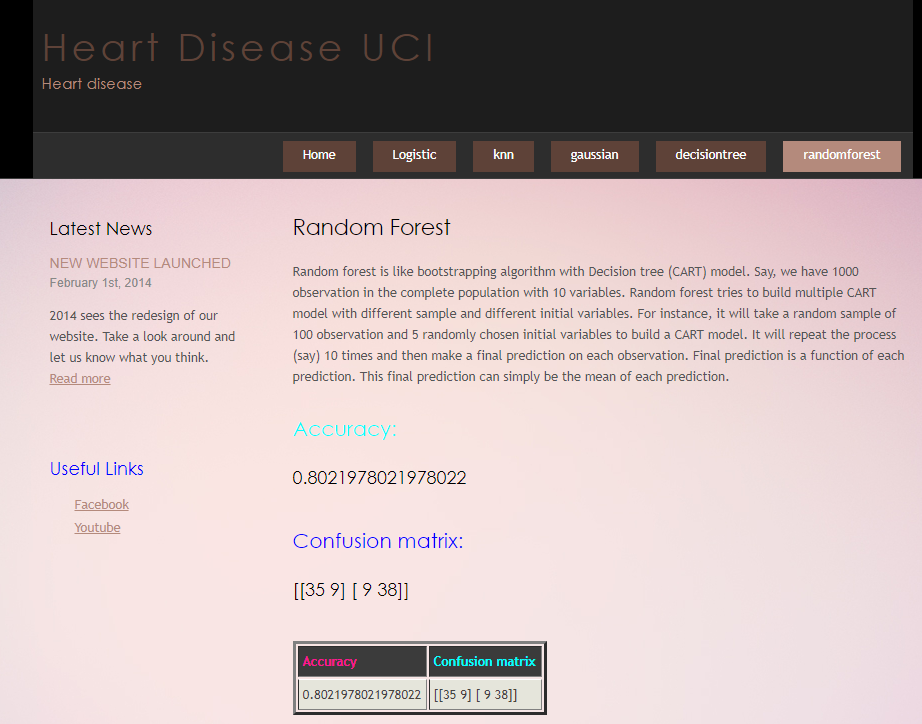 Heart Disease UCI
Heart disease
Home Logistic knn gaussian decisiontree randomforest
Latest News
NEW WEBSITE LAUNCHED
February 1st, 2014
2014 sees the redesign of our
website. Take a look around and
let us know what you think.
Read more
Useful Links
Facebook
Youtube
Random Forest
Random forest is like bootstrapping algorithm with Decision tree (CART) model. Say, we have 1000
observation in the complete population with 10 variables. Random forest tries to build multiple CART
model with different sample and different initial variables. For instance, it will take a random sample of
100 observation and 5 randomly chosen initial variables to build a CART model. It will repeat the process
(say) 10 times and then make a final prediction on each observation. Final prediction is a function of each
prediction. This final prediction can simply be the mean of each prediction.
Accuracy:
0.8021978021978022
Confusion matrix:
[[35 9] [ 9 38]]
Accuracy Confusion matrix
0.8021978021978022 [[35 9] [ 9 38]]